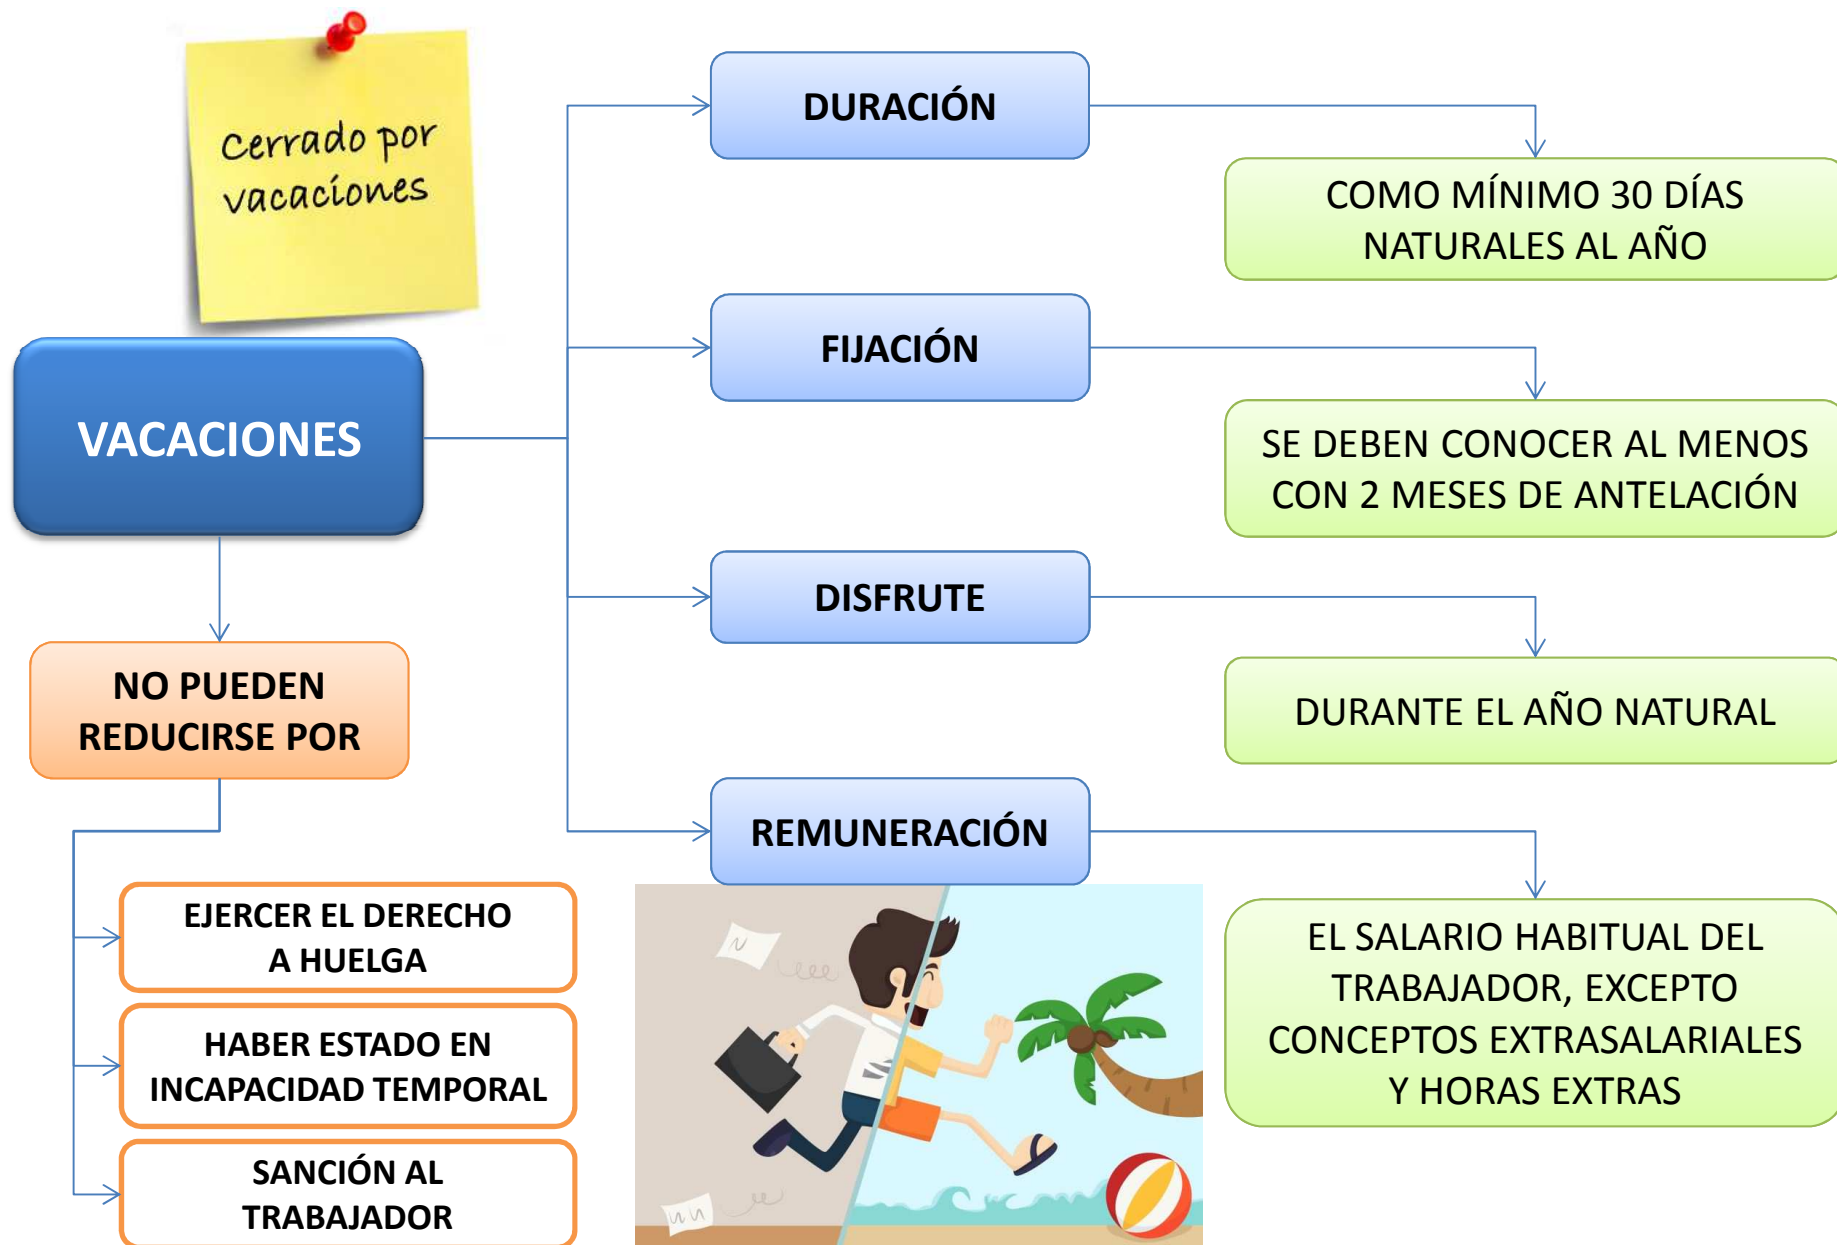 Cerrado por
vacaciones
VACACIONES
DURACIÓN
COMO MÍNIMO 30 DÍAS
NATURALES AL AÑO
FIJACIÓN
SE DEBEN CONOCER AL MENOS
CON 2 MESES DE ANTELACIÓN
DISFRUTE
DURANTE EL AÑO NATURAL
REMUNERACIÓN
EL SALARIO HABITUAL DEL
TRABAJADOR, EXCEPTO
CONCEPTOS EXTRASALARIALES
Y HORAS EXTRAS
NO PUEDEN
REDUCIRSE POR
EJERCER EL DERECHO
A HUELGA
HABER ESTADO EN
INCAPACIDAD TEMPORAL
SANCIÓN AL
TRABAJADOR